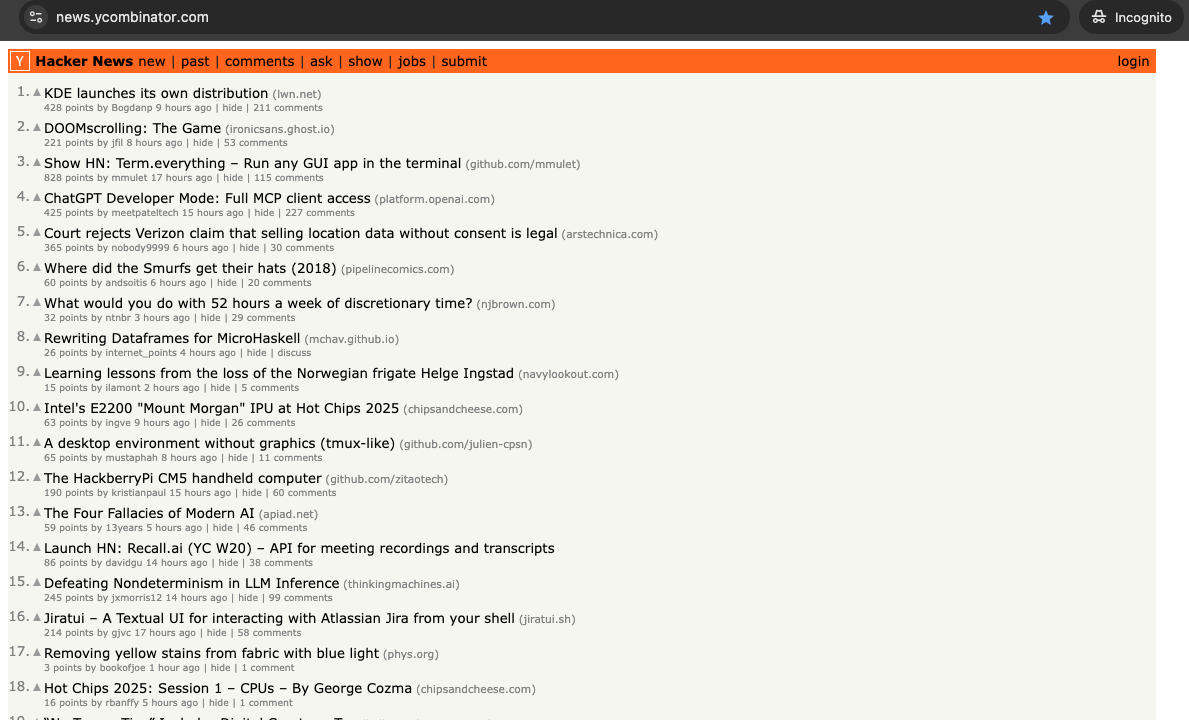 news.ycombinator.com
Incognito
Y Hacker News new | past | comments | ask | show | jobs | submit login
1. KDE launches its own distribution (lwn.net)
428 points by Bogdanp 9 hours ago | hide | 211 comments
2. DOOMscrolling: The Game (ironicsans.ghost.io)
221 points by jfil 8 hours ago | hide | 53 comments
3. Show HN: Term.everything – Run any GUI app in the terminal (github.com/mmulet)
828 points by mmulet 17 hours ago | hide | 115 comments
4. ChatGPT Developer Mode: Full MCP client access (platform.openai.com)
425 points by meetpateltech 15 hours ago | hide | 227 comments
5. Court rejects Verizon claim that selling location data without consent is legal (arstechnica.com)
365 points by nobody9999 6 hours ago | hide | 30 comments
6. Where did the Smurfs get their hats (2018) (pipelinecomics.com)
60 points by andsoitis 6 hours ago | hide | 20 comments
7. What would you do with 52 hours a week of discretionary time? (njbrown.com)
32 points by ntnbr 3 hours ago | hide | 29 comments
8. Rewriting Dataframes for MicroHaskell (mchav.github.io)
26 points by internet_points 4 hours ago | hide | discuss
9. Learning lessons from the loss of the Norwegian frigate Helge Ingstad (navylookout.com)
15 points by ilamont 2 hours ago | hide | 5 comments
10. Intel's E2200 "Mount Morgan" IPU at Hot Chips 2025 (chipsandcheese.com)
63 points by ingve 9 hours ago | hide | 26 comments
11. A desktop environment without graphics (tmux-like) (github.com/julien-cpsn)
65 points by mustaphah 8 hours ago | hide | 11 comments
12. The HackberryPi CM5 handheld computer (github.com/zitaotech)
190 points by kristianpaul 15 hours ago | hide | 60 comments
13. The Four Fallacies of Modern AI (apiad.net)
59 points by 13years 5 hours ago | hide | 46 comments
14. Launch HN: Recall.ai (YC W20) – API for meeting recordings and transcripts
86 points by davidgu 14 hours ago | hide | 38 comments
15. Defeating Nondeterminism in LLM Inference (thinkingmachines.ai)
245 points by jxmorris12 14 hours ago | hide | 99 comments
16. Jiratui – A Textual UI for interacting with Atlassian Jira from your shell (jiratui.sh)
214 points by gjvc 17 hours ago | hide | 58 comments
17. Removing yellow stains from fabric with blue light (phys.org)
3 points by bookofjoe 1 hour ago | hide | 1 comment
18. Hot Chips 2025: Session 1 – CPUs – By George Cozma (chipsandcheese.com)
16 points by rbanffy 5 hours ago | hide | 1 comment